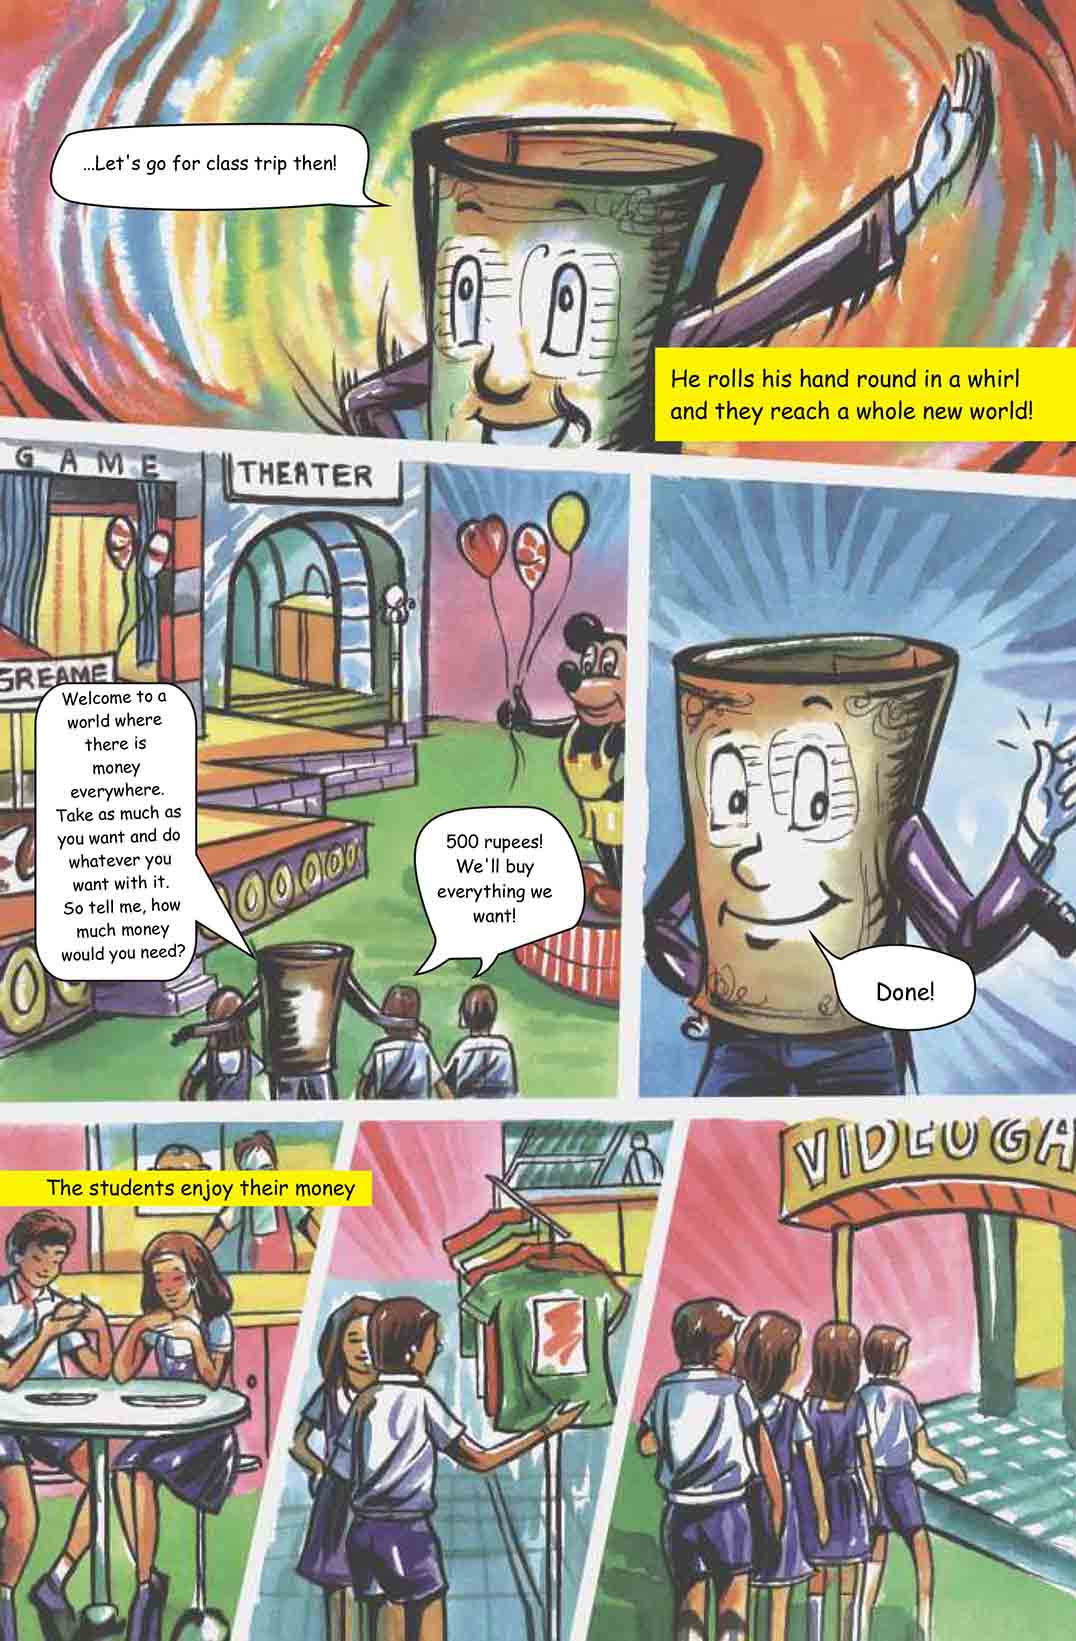 ...Let's go for class trip then!
He rolls his hand round in a whirl
and they reach a whole new world!
GAME
THEATER
GREAME
Welcome to a
world where
there is
money
everywhere.
Take as much as
you want and do
whatever you
want with it.
So tell me, how
much money
would you need?
500 rupees!
We'll buy
everything we
want!
Done!
The students enjoy their money
VIDEOGA